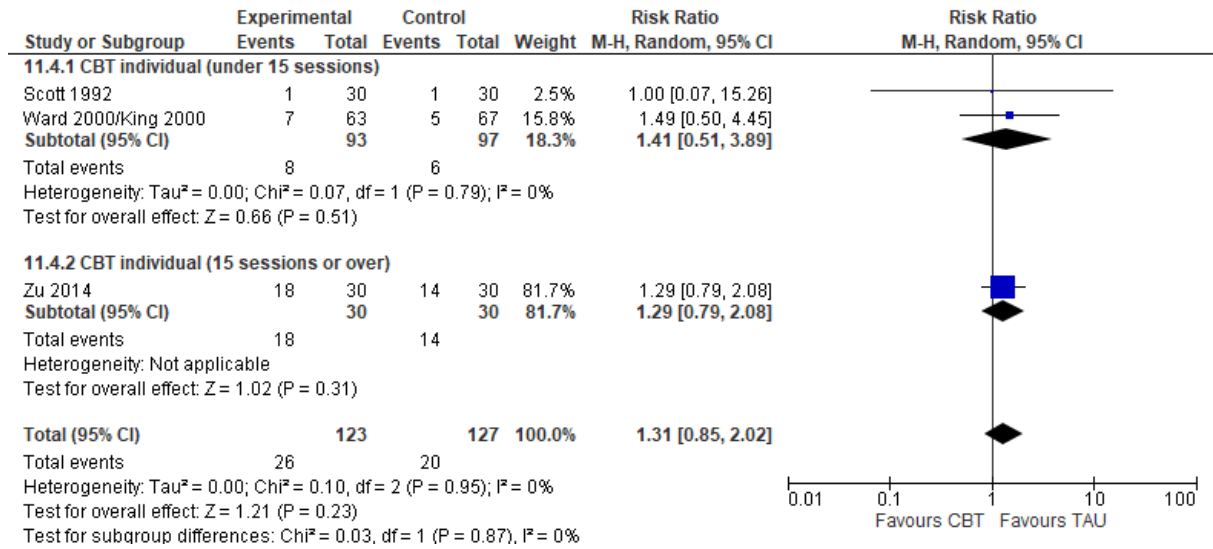 Experimental Control Risk Ratio Risk Ratio
Study or Subgroup Events Total Events Total Weight M-H, Random, 95% CI M-H, Random, 95% CI
11.4.1 CBT individual (under 15 sessions)
Scott 1992 1 30 1 30 2.5% 1.00 [0.07, 15.26]
Ward 2000/King 2000 7 63 5 67 15.8% 1.49 [0.50, 4.45]
Subtotal (95% CI) 93 97 18.3% 1.41 [0.51, 3.89]
Total events 8 6
Heterogeneity: Tau² = 0.00; Chi² = 0.07, df = 1 (P = 0.79); I² = 0%
Test for overall effect: Z = 0.66 (P = 0.51)
11.4.2 CBT individual (15 sessions or over)
Zu 2014 18 30 14 30 81.7% 1.29 [0.79, 2.08]
Subtotal (95% CI) 30 30 81.7% 1.29 [0.79, 2.08]
Total events 18 14
Heterogeneity: Not applicable
Test for overall effect: Z = 1.02 (P = 0.31)
Total (95% CI) 123 127 100.0% 1.31 [0.85, 2.02]
Total events 26 20
Heterogeneity: Tau² = 0.00; Chi² = 0.10, df = 2 (P = 0.95); I² = 0%
Test for overall effect: Z = 1.21 (P = 0.23)
Test for subgroup differences: Chi² = 0.03, df = 1 (P = 0.87), I² = 0%
0.01 0.1 1 10 100
Favours CBT Favours TAU